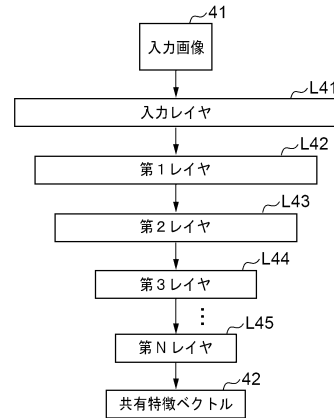 41
入力画像
L41
入力レイヤ
L42
第1レイヤ
L43
第2レイヤ
L44
第3レイヤ
⋮
L45
第Nレイヤ
42
共有特徴ベクトル